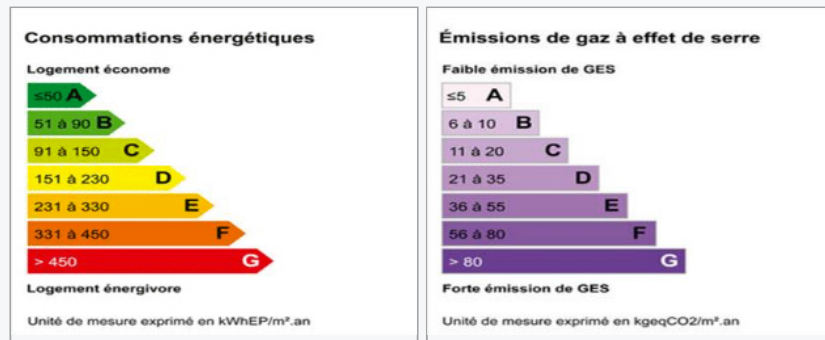 Consommations énergétiques
Logement économe
≤50 A
51 à 90 B
91 à 150 C
151 à 230 D
231 à 330 E
331 à 450 F
> 450 G
Logement énergivore
Unité de mesure exprimé en kWhEP/m².an
Émissions de gaz à effet de serre
Faible émission de GES
≤5 A
6 à 10 B
11 à 20 C
21 à 35 D
36 à 55 E
56 à 80 F
> 80 G
Forte émission de GES
Unité de mesure exprimé en kgeqCO2/m².an